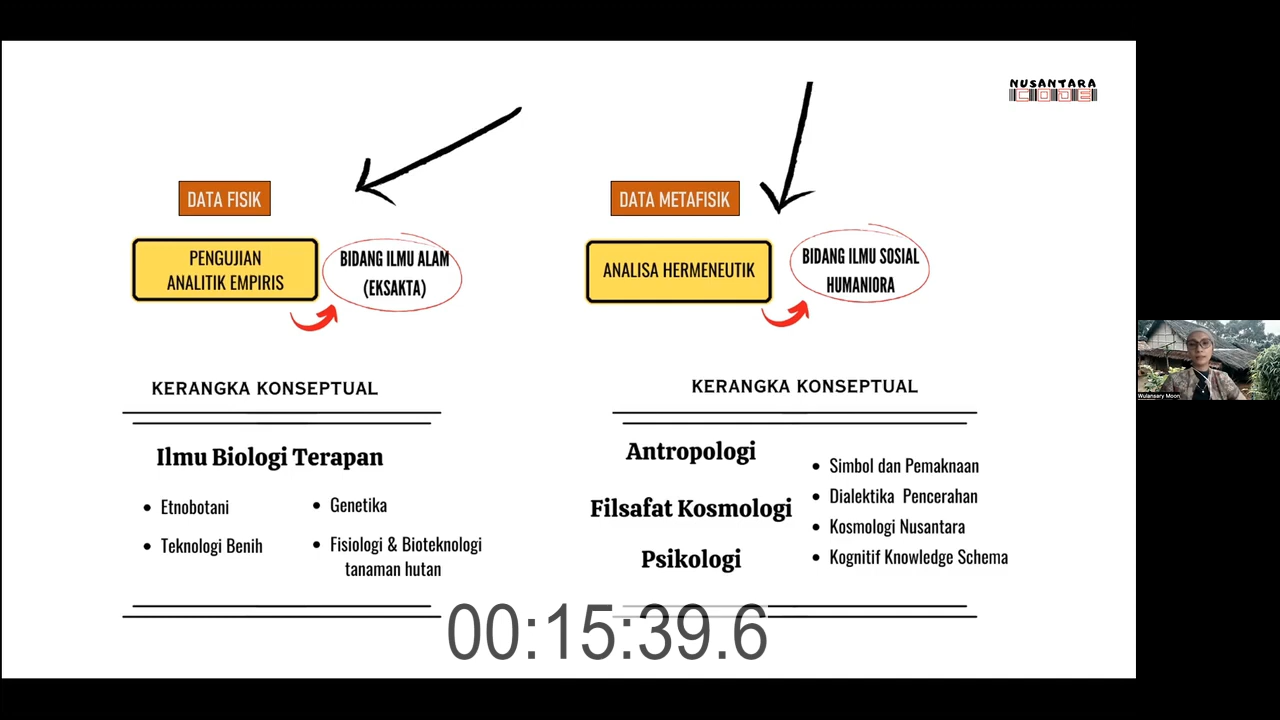 NUSANTARA
CODE
DATA FISIK
PENGUJIAN
ANALITIK EMPIRIS
BIDANG ILMU ALAM
(EKSAKTA)
DATA METAFISIK
ANALISA HERMENEUTIK
BIDANG ILMU SOSIAL
HUMANIORA
KERANGKA KONSEPTUAL
Ilmu Biologi Terapan
• Etnobotani
• Teknologi Benih
• Genetika
• Fisiologi & Bioteknologi
tanaman hutan
KERANGKA KONSEPTUAL
Antropologi
Filsafat Kosmologi
Psikologi
• Simbol dan Pemaknaan
• Dialektika Pencerahan
• Kosmologi Nusantara
• Kognitif Knowledge Schema
00:15:39.6
Wulansary Moon